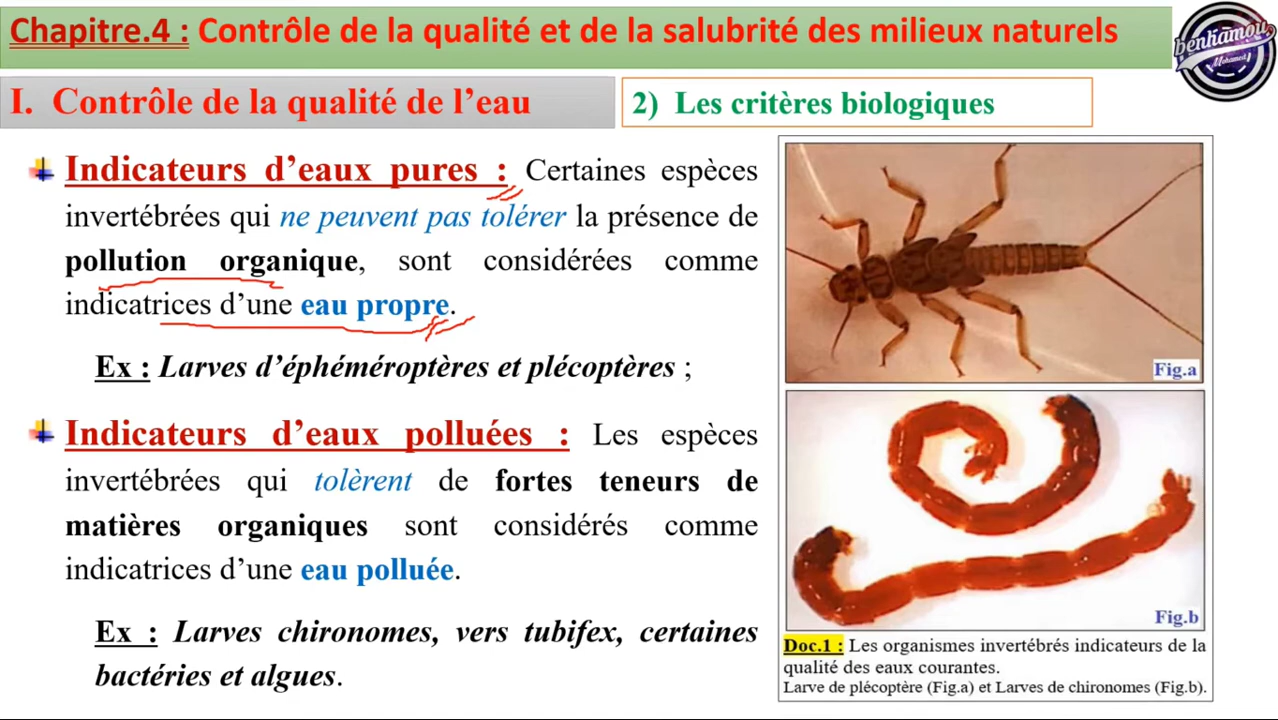 Chapitre.4 : Contrôle de la qualité et de la salubrité des milieux naturels
benhamou
Mohamed
I. Contrôle de la qualité de l’eau
2) Les critères biologiques
Indicateurs d’eaux pures : Certaines espèces
invertébrées qui ne peuvent pas tolérer la présence de
pollution organique, sont considérées comme
indicatrices d’une eau propre.
Ex : Larves d’éphéméroptères et plécoptères ;
Indicateurs d’eaux polluées : Les espèces
invertébrées qui tolèrent de fortes teneurs de
matières organiques sont considérés comme
indicatrices d’une eau polluée.
Ex : Larves chironomes, vers tubifex, certaines
bactéries et algues.
Fig.a
Fig.b
Doc.1 : Les organismes invertébrés indicateurs de la
qualité des eaux courantes.
Larve de plécoptère (Fig.a) et Larves de chironomes (Fig.b).